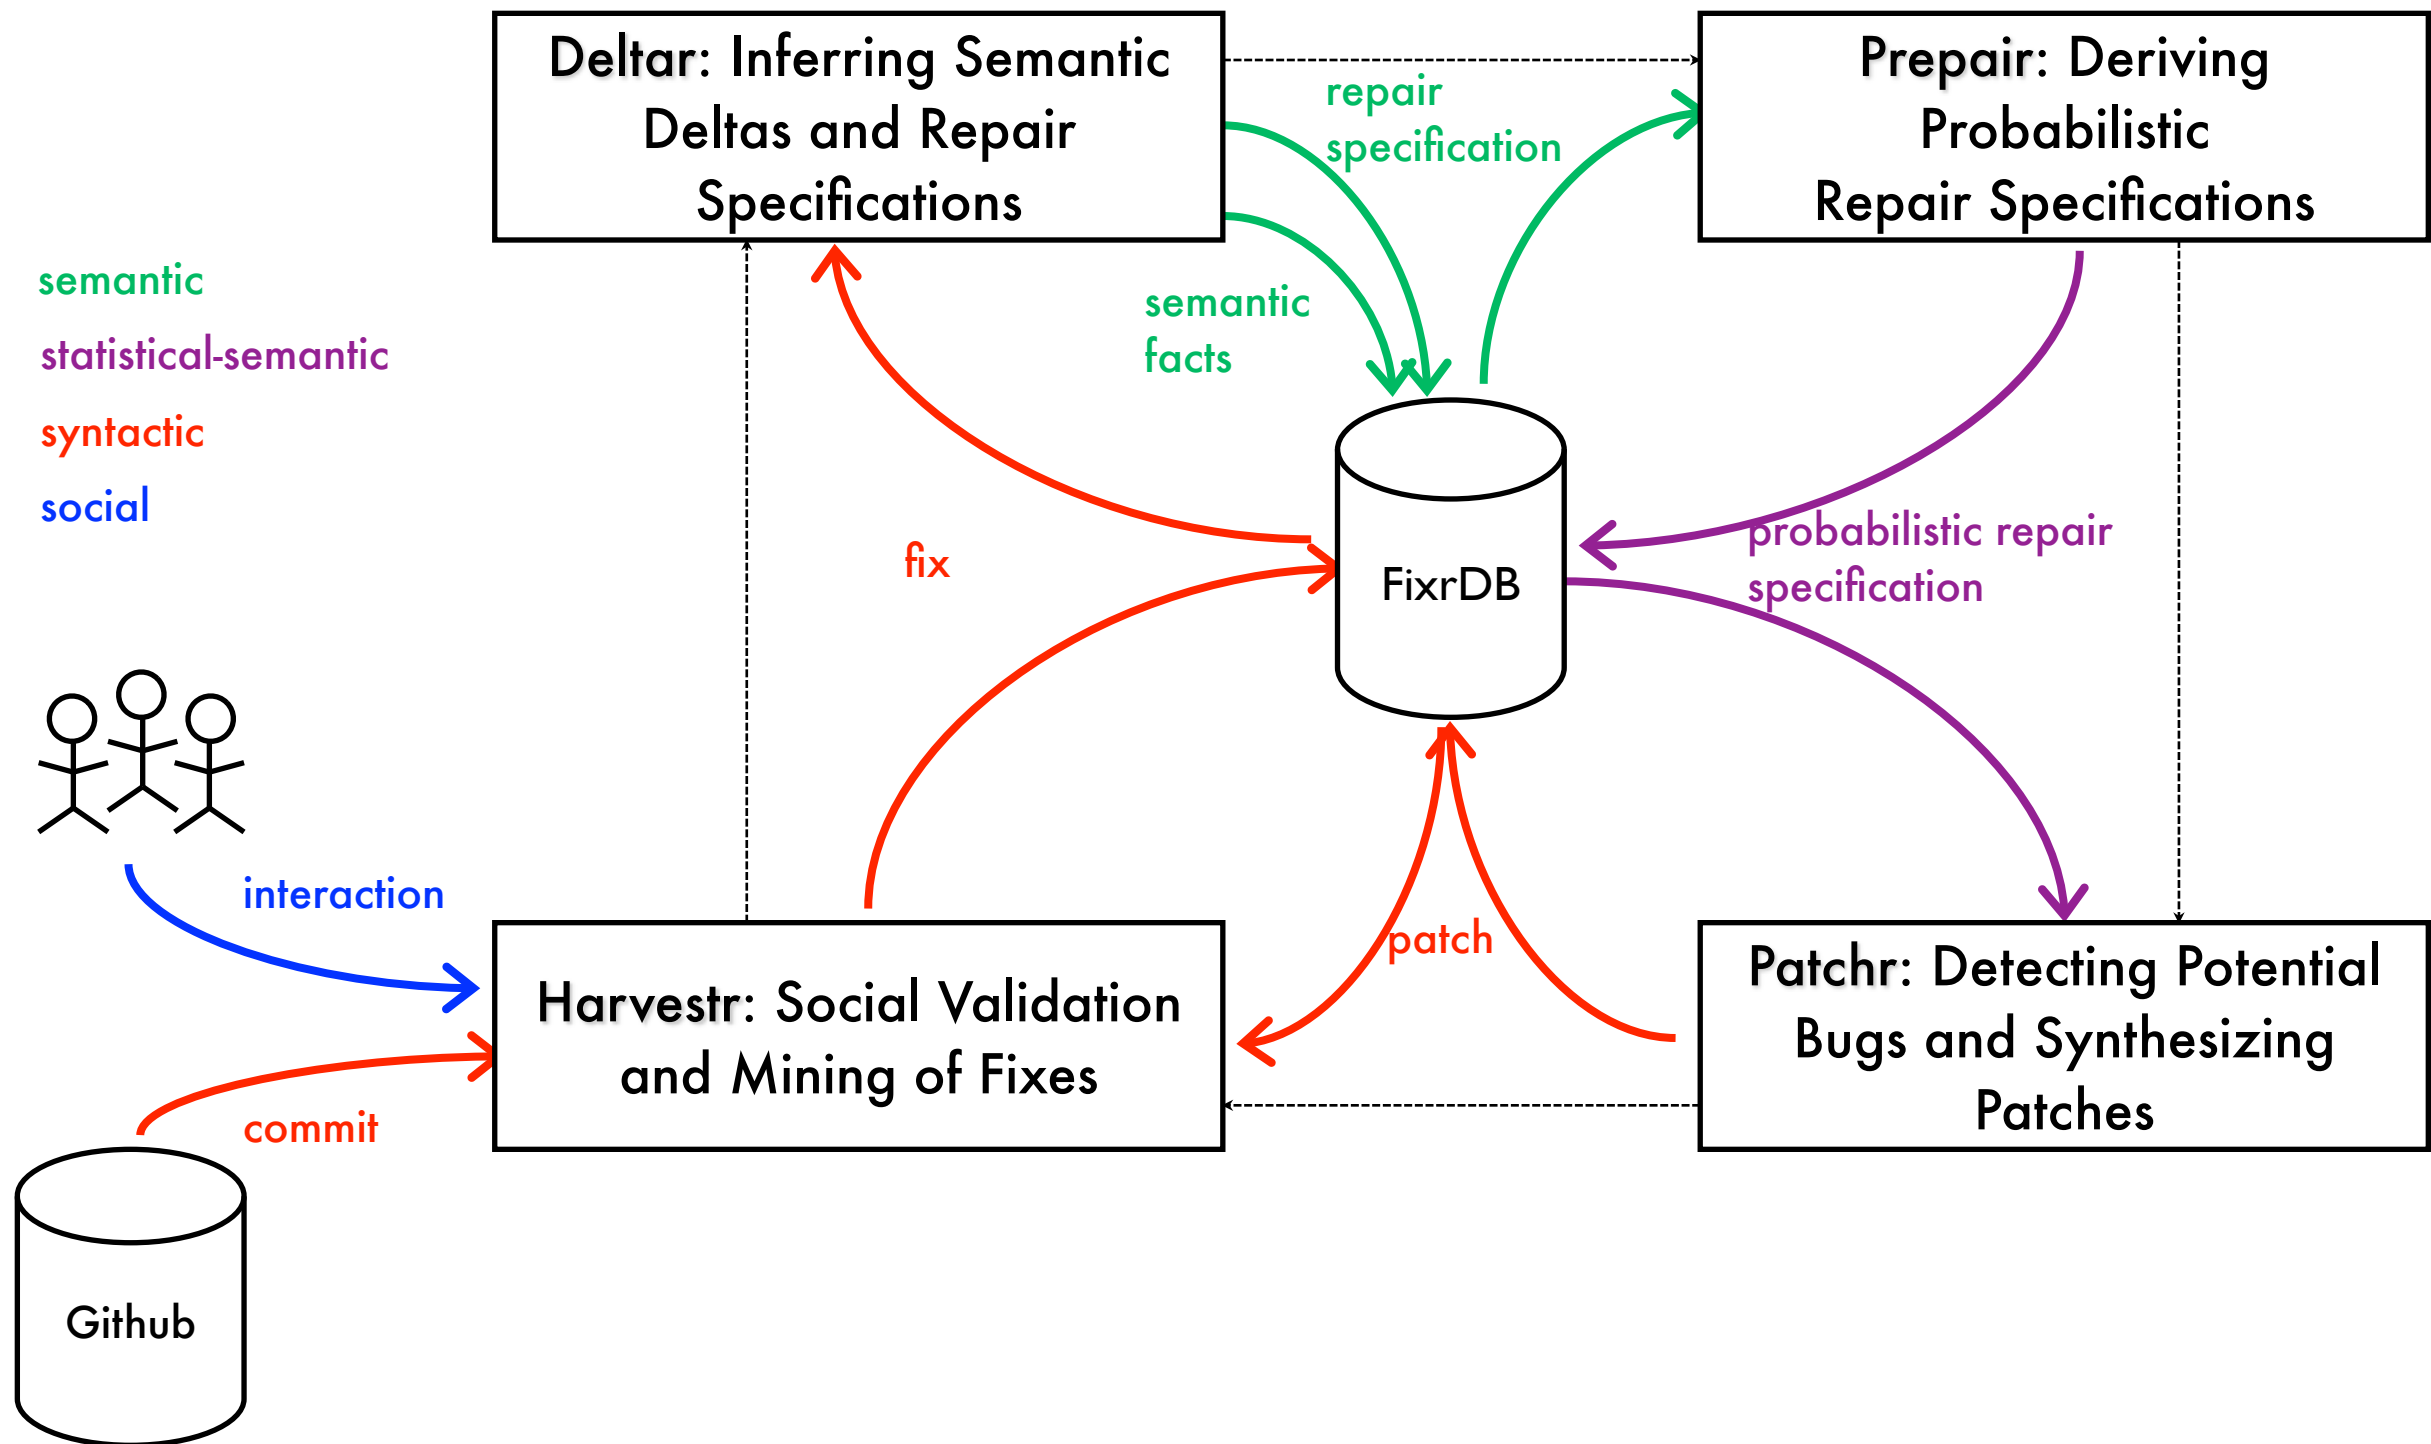 Deltar: Inferring Semantic
Deltas and Repair
Specifications
Prepair: Deriving
Probabilistic
Repair Specifications
repair
specification
semantic
facts
semantic
statistical-semantic
syntactic
social
fix
FixrDB
probabilistic repair
specification
interaction
commit
patch
Harvestr: Social Validation
and Mining of Fixes
Patchr: Detecting Potential
Bugs and Synthesizing
Patches
Github